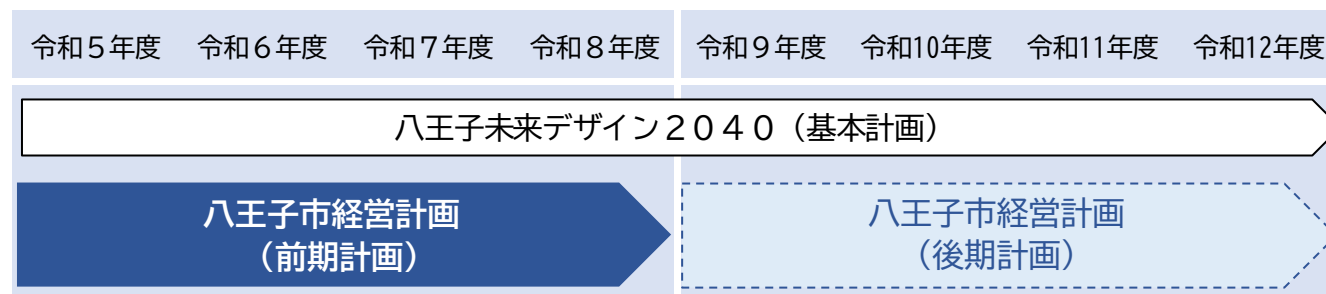 令和５年度 令和６年度 令和７年度 令和８年度 令和９年度 令和10年度 令和11年度 令和12年度
八王子未来デザイン２０４０（基本計画）
八王子市経営計画
（前期計画）
八王子市経営計画
（後期計画）